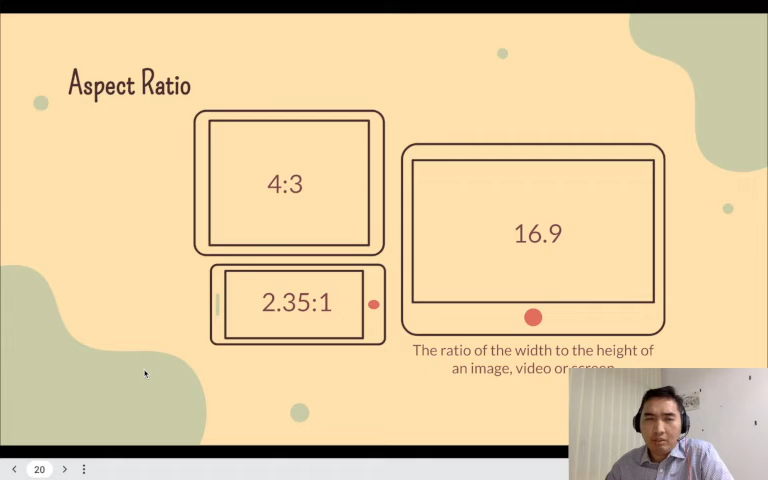 Aspect Ratio
4:3
16.9
2.35:1
The ratio of the width to the height of
an image, video or screen
20